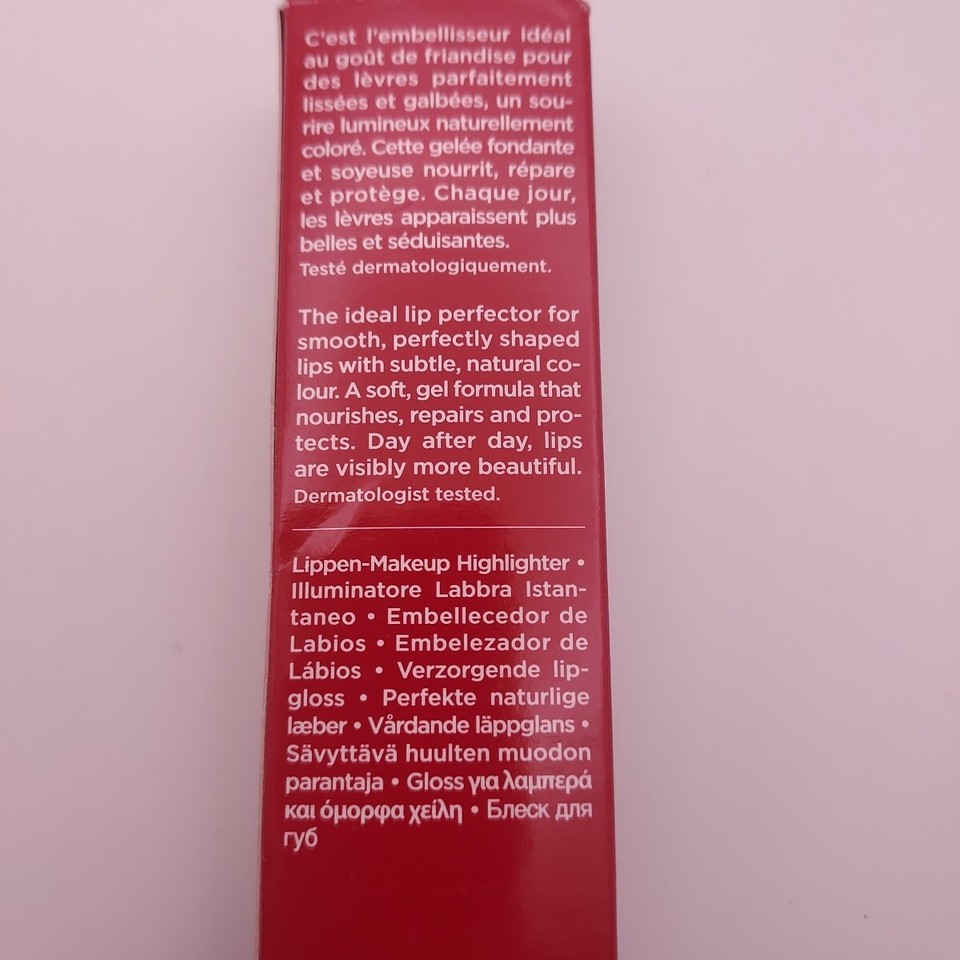 C'est l'embellisseur idéal
au goût de friandise pour
des lèvres parfaitement
lissées et galbées, un sou-
rire lumineux naturellement
coloré. Cette gelée fondante
et soyeuse nourrit, répare
et protège. Chaque jour,
les lèvres apparaissent plus
belles et séduisantes.
Testé dermatologiquement.
The ideal lip perfector for
smooth, perfectly shaped
lips with subtle, natural co-
lour. A soft, gel formula that
nourishes, repairs and pro-
tects. Day after day, lips
are visibly more beautiful.
Dermatologist tested.
Lippen-Makeup Highlighter •
Illuminatore Labbra Istan-
taneo • Embellecedor de
Labios • Embelezador de
Lábios • Verzorgende lip-
gloss • Perfekte naturlige
læber • Vårdande läppglans •
Sävyttävä huulten muodon
parantaja • Gloss για λαμπερά
και όμορφα χείλη • Блеск для
губ